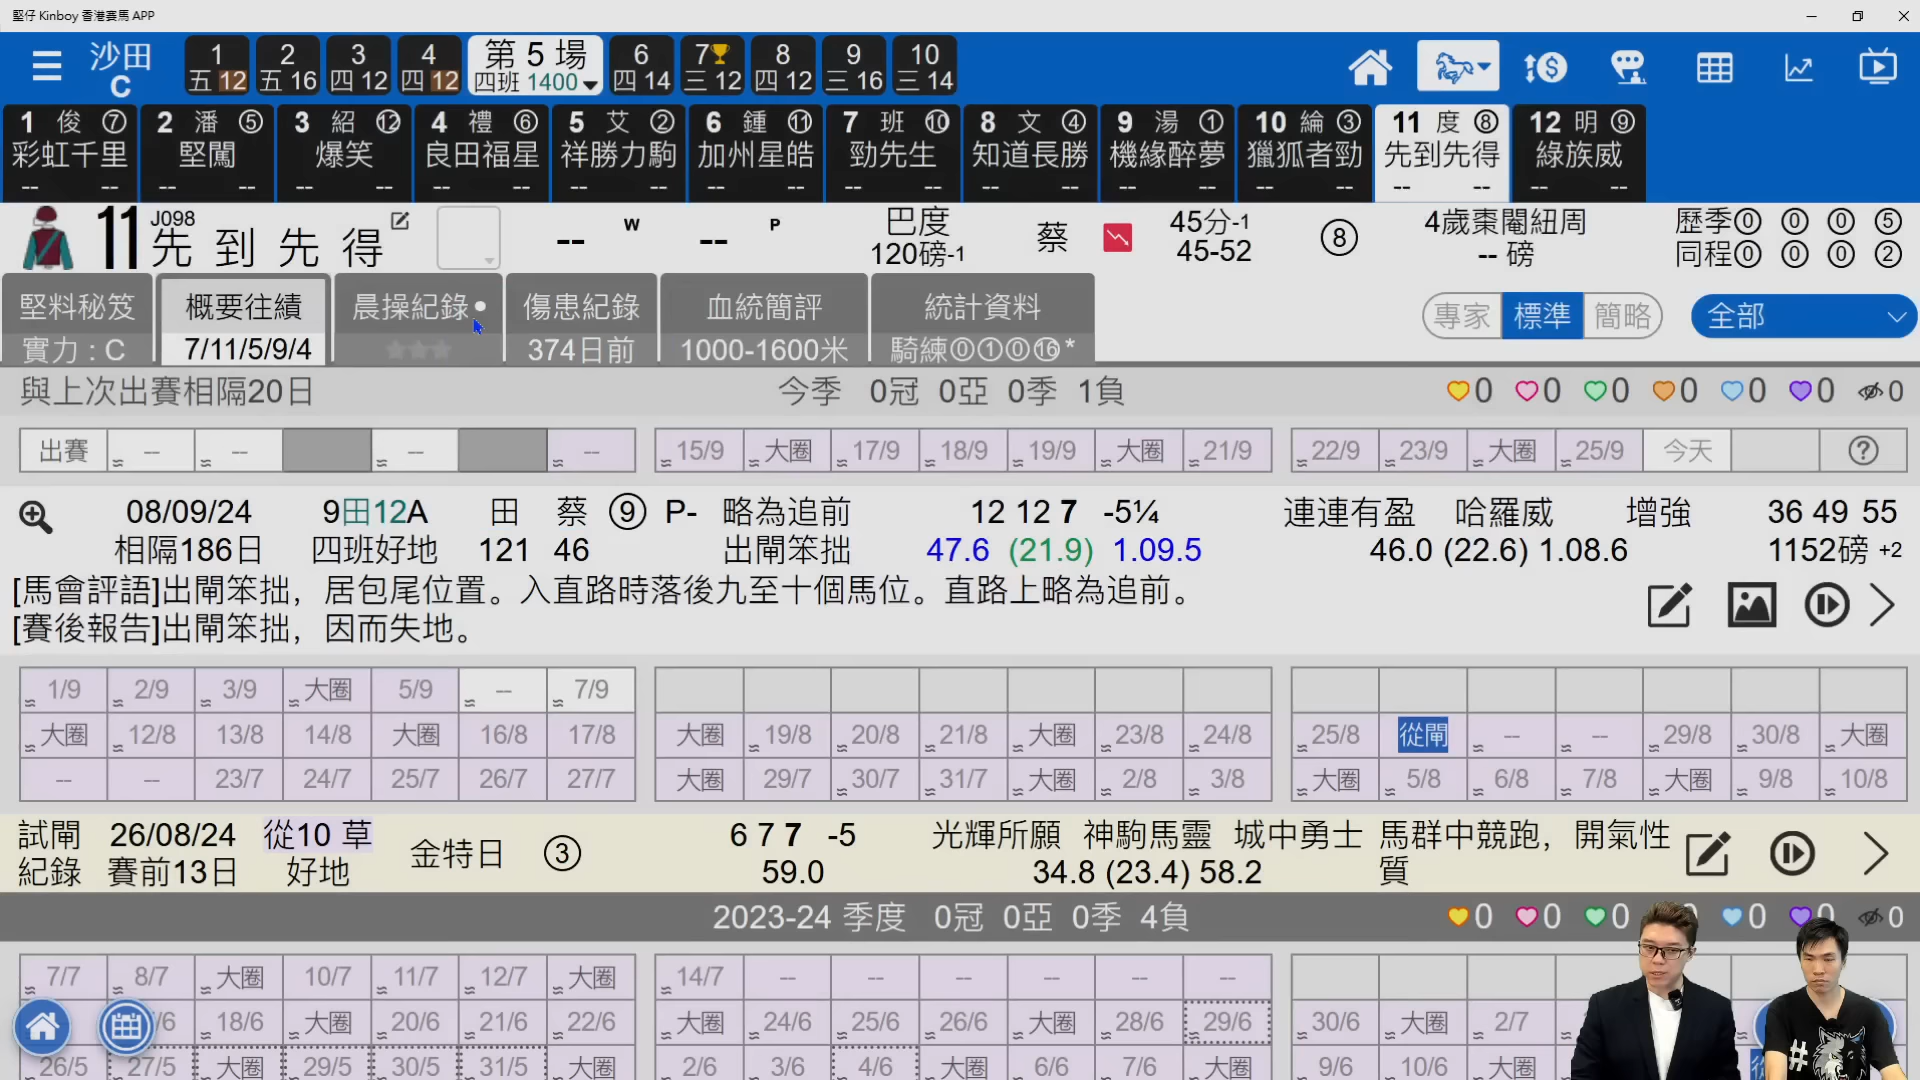 堅仔 Kinboy 香港賽馬 APP
沙田 C
1 五 12
2 五 16
3 四 12
4 四 12
第 5 場 四班 1400
6 四 14
7 三 12
8 四 12
9 三 16
10 三 14
1 俊 ⑦ 彩虹千里 -- --
2 潘 ⑤ 堅闖 -- --
3 紹 ⑫ 爆笑 -- --
4 禮 ⑥ 良田福星 -- --
5 艾 ② 祥勝力駒 -- --
6 鍾 ⑪ 加州星皓 -- --
7 班 ⑩ 勁先生 -- --
8 文 ④ 知道長勝 -- --
9 湯 ① 機緣醉夢 -- --
10 綸 ③ 獵狐者勁 -- --
11 度 ⑧ 先到先得 -- --
12 明 ⑨ 綠族威 -- --
11 J098 先到先得 -- W -- P 巴度 120磅-1 蔡 45分-1 45-52 ⑧ 4歲棗閹紐周 -- 磅
歷季⓪ ⓪ ⓪ ⑤
同程⓪ ⓪ ⓪ ②
堅料秘笈 概要往績 晨操紀錄 傷患紀錄 血統簡評 統計資料 專家 標準 簡略 全部
實力 : C 7/11/5/9/4 374日前 1000-1600米 騎練⓪①⓪⑯*
與上次出賽相隔20日 今季 0冠 0亞 0季 1負 0 0 0 0 0 0 0
出賽 -- -- -- -- 15/9 大圈 17/9 18/9 19/9 大圈 21/9 22/9 23/9 大圈 25/9 今天 ?
08/09/24 9田12A 田 蔡 ⑨ P- 略為追前 12 12 7 -5¼ 連連有盈 哈羅威 增強 36 49 55
相隔186日 四班好地 121 46 出閘笨拙 47.6 (21.9) 1.09.5 46.0 (22.6) 1.08.6 1152磅 +2
[馬會評語]出閘笨拙，居包尾位置。入直路時落後九至十個馬位。直路上略為追前。
[賽後報告]出閘笨拙，因而失地。
1/9 2/9 3/9 大圈 5/9 -- 7/9
大圈 12/8 13/8 14/8 大圈 16/8 17/8 大圈 19/8 20/8 21/8 大圈 23/8 24/8 25/8 從閘 -- -- 29/8 30/8 大圈
-- -- 23/7 24/7 25/7 26/7 27/7 大圈 29/7 30/7 31/7 大圈 2/8 3/8 大圈 5/8 6/8 7/8 大圈 9/8 10/8
試閘 26/08/24 從10 草 金特日 ③ 6 7 7 -5 光輝所願 神駒馬靈 城中勇士 馬群中競跑，開氣性
紀錄 賽前13日 好地 59.0 34.8 (23.4) 58.2 質
2023-24 季度 0冠 0亞 0季 4負 0 0 0 0 0 0
7/7 8/7 大圈 10/7 11/7 12/7 大圈 14/7 -- -- -- -- -- --
/6 18/6 大圈 20/6 21/6 22/6 大圈 24/6 25/6 26/6 大圈 28/6 29/6 30/6 大圈 2/7
26/5 27/5 大圈 29/5 30/5 31/5 大圈 2/6 3/6 4/6 大圈 6/6 7/6 大圈 9/6 10/6
#